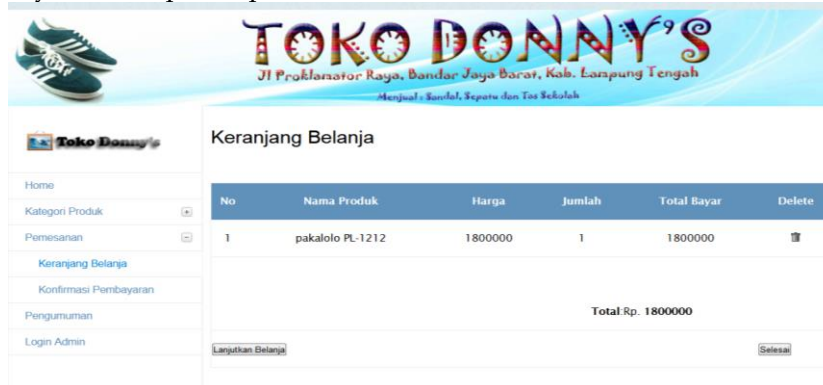 TOKO DONNY'S
Jl Proklamator Raya, Bandar Jaya Barat, Kab. Lampung Tengah
Menjual : Sandal, Sepatu dan Tas Sekolah
Toko Donny's
Keranjang Belanja
Home
Kategori Produk
Pemesanan
Keranjang Belanja
Konfirmasi Pembayaran
Pengumuman
Login Admin
No Nama Produk Harga Jumlah Total Bayar Delete
1 pakalolo PL-1212 1800000 1 1800000
Total:Rp. 1800000
Lanjutkan Belanja Selesai